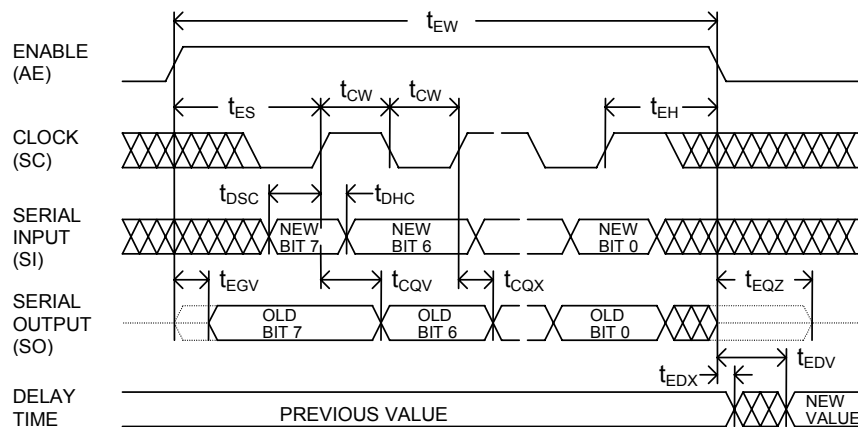 tEW
ENABLE
(AE)
tES
tCW
tCW
tEH
CLOCK
(SC)
tDSC
tDHC
SERIAL
INPUT
(SI)
NEW
BIT 7
NEW
BIT 6
NEW
BIT 0
tEGV
tCQV
tCQX
tEQZ
SERIAL
OUTPUT
(SO)
OLD
BIT 7
OLD
BIT 6
OLD
BIT 0
tEDX
tEDV
DELAY
TIME
PREVIOUS VALUE
NEW
VALUE